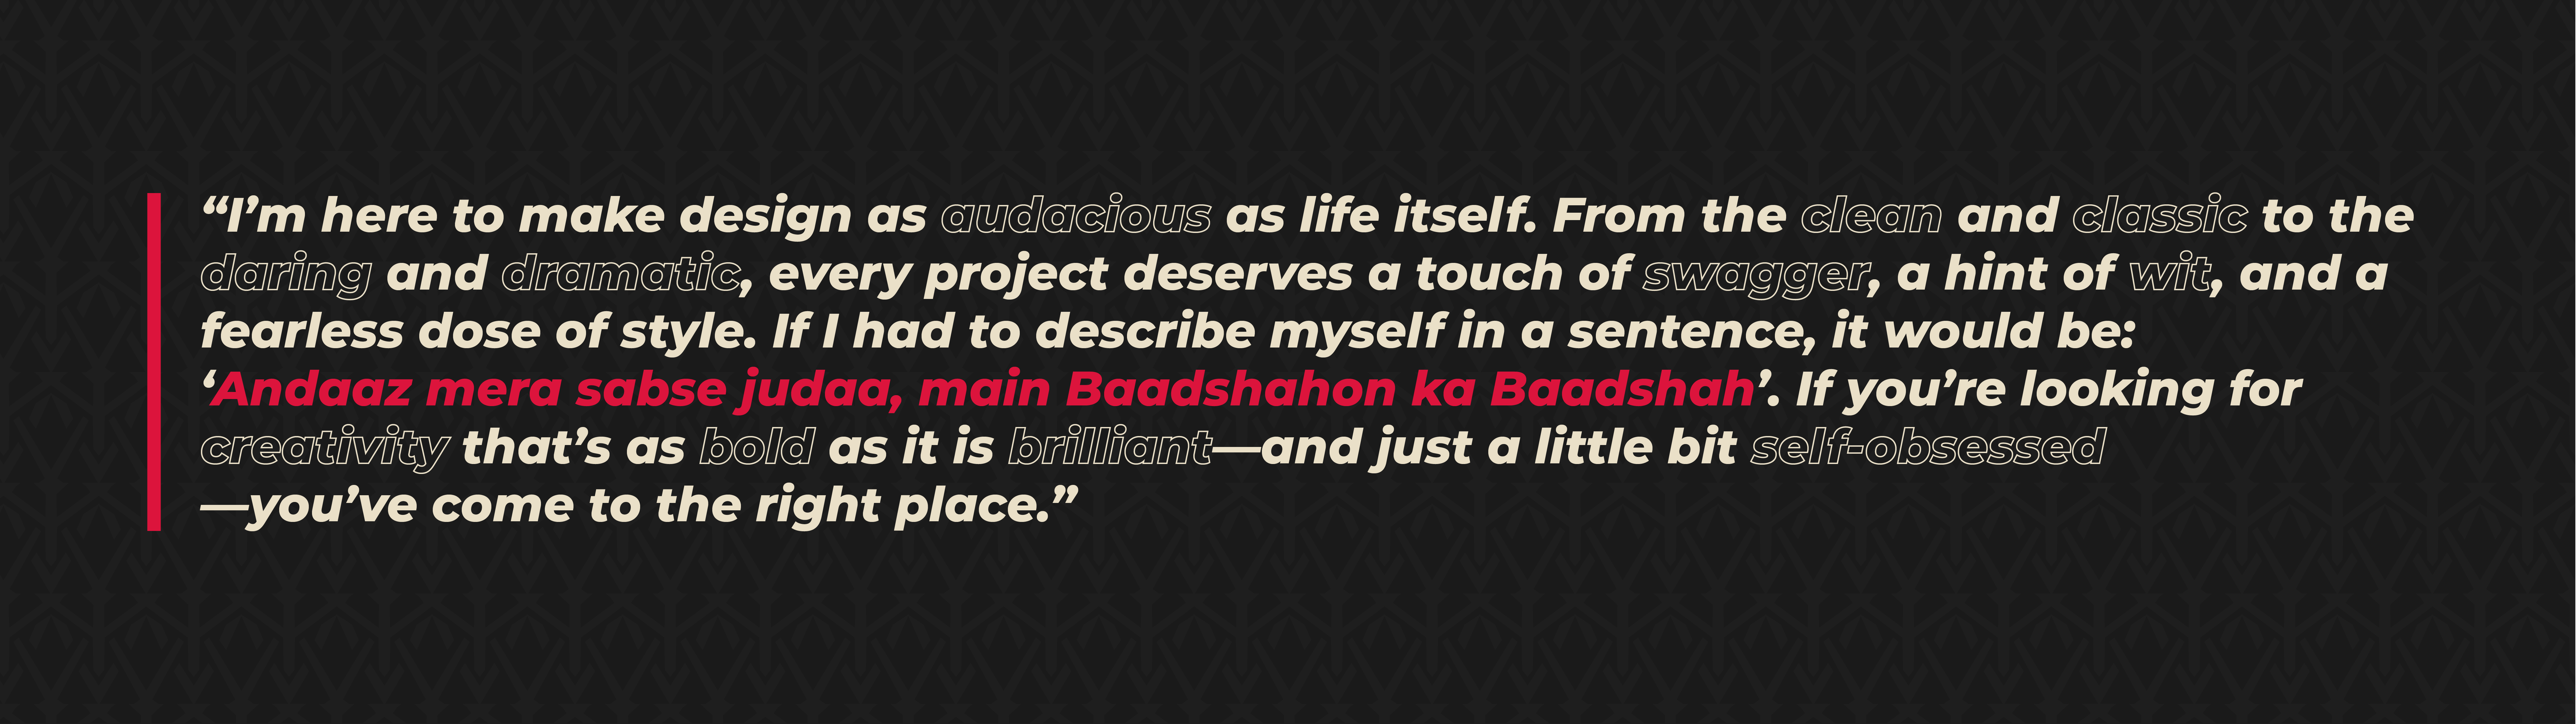 “I’m here to make design as audacious as life itself. From the clean and classic to the
daring and dramatic, every project deserves a touch of swagger, a hint of wit, and a
fearless dose of style. If I had to describe myself in a sentence, it would be:
‘Andaaz mera sabse judaa, main Baadshahon ka Baadshah’. If you’re looking for
creativity that’s as bold as it is brilliant—and just a little bit self-obsessed
—you’ve come to the right place.”